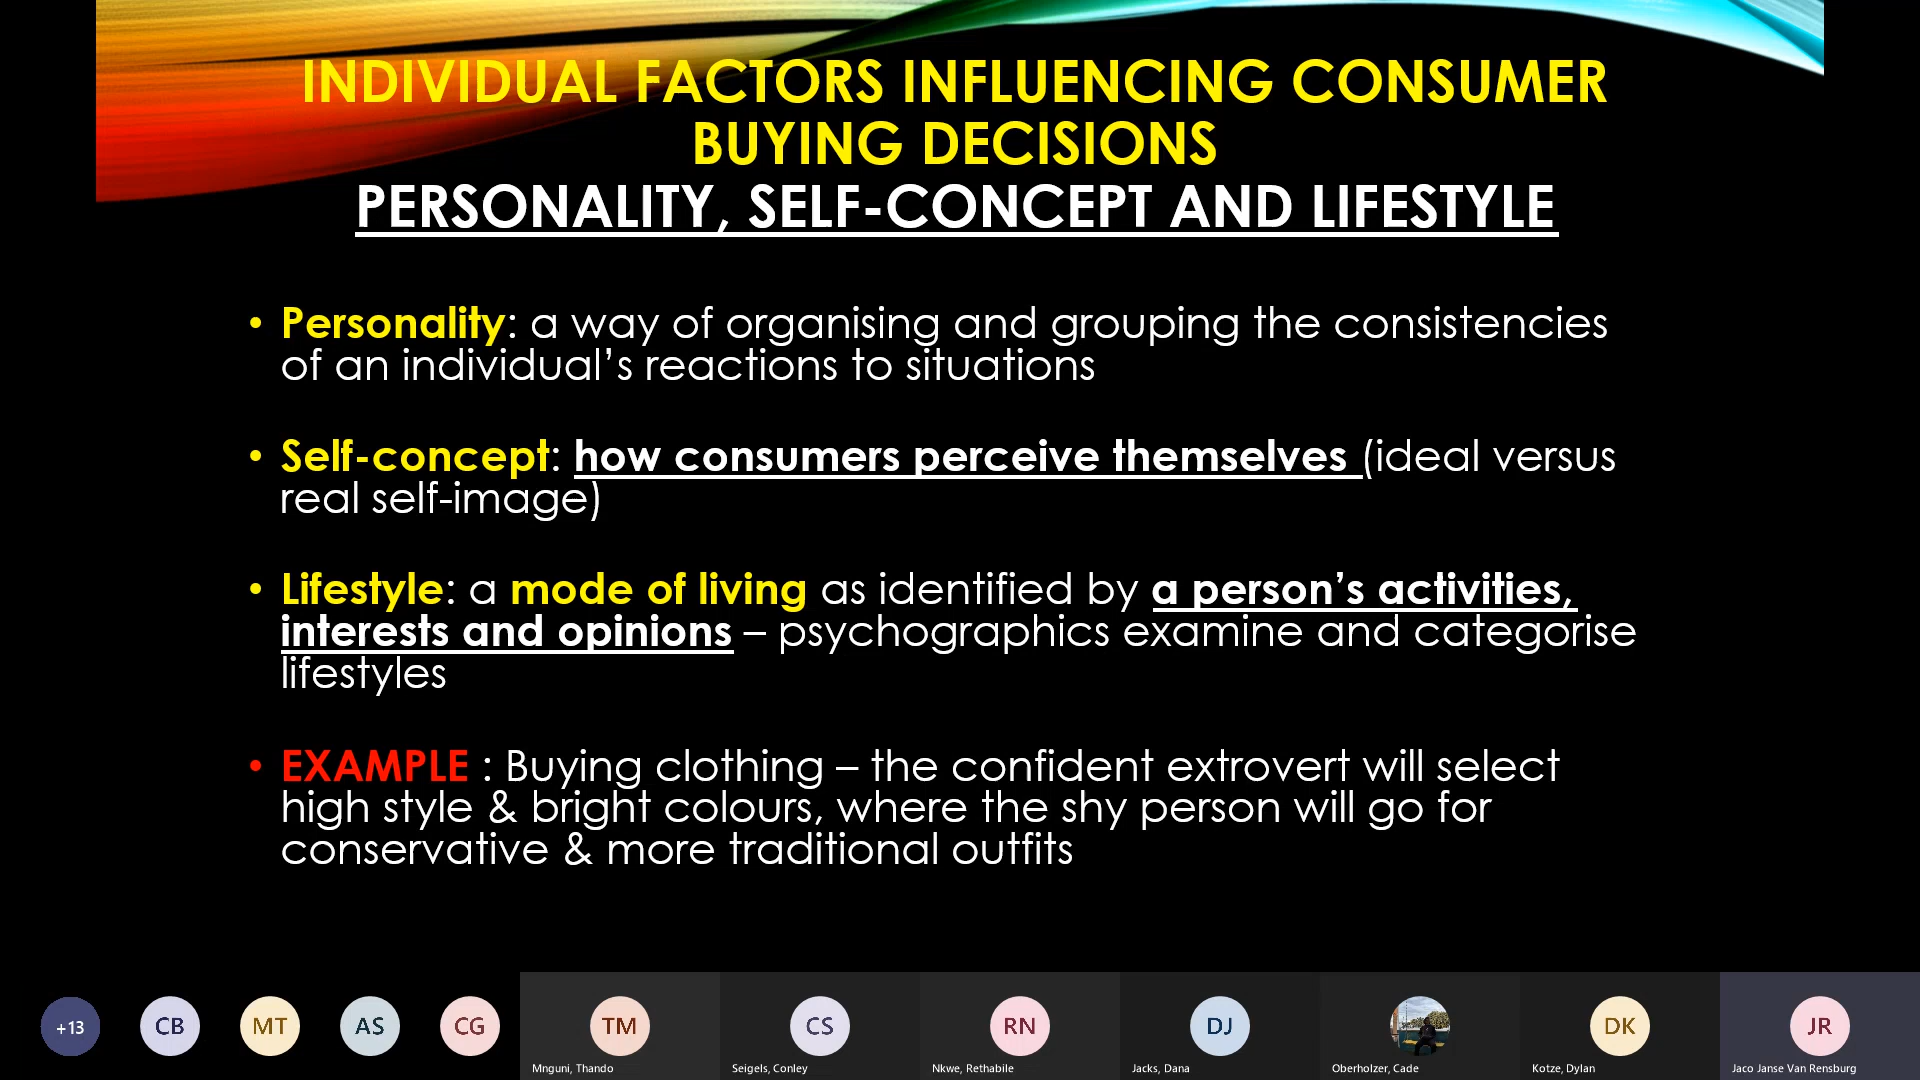 INDIVIDUAL FACTORS INFLUENCING CONSUMER
BUYING DECISIONS
PERSONALITY, SELF-CONCEPT AND LIFESTYLE
• Personality: a way of organising and grouping the consistencies
of an individual’s reactions to situations
• Self-concept: how consumers perceive themselves (ideal versus
real self-image)
• Lifestyle: a mode of living as identified by a person’s activities,
interests and opinions – psychographics examine and categorise
lifestyles
• EXAMPLE : Buying clothing – the confident extrovert will select
high style & bright colours, where the shy person will go for
conservative & more traditional outfits
+13 CB MT AS CG TM CS RN DJ DK JR
Mnguni, Thando Seigels, Conley Nkwe, Rethabile Jacks, Dana Oberholzer, Cade Kotze, Dylan Jaco Janse Van Rensburg